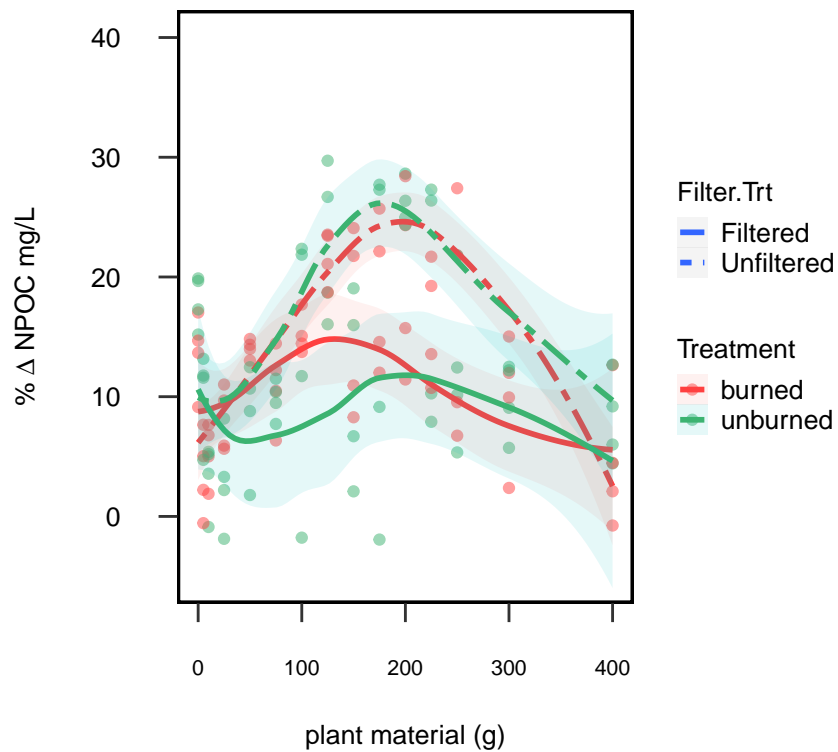 40
30
20
10
0
% Δ NPOC mg/L
0 100 200 300 400
plant material (g)
Filter.Trt
Filtered
Unfiltered
Treatment
burned
unburned